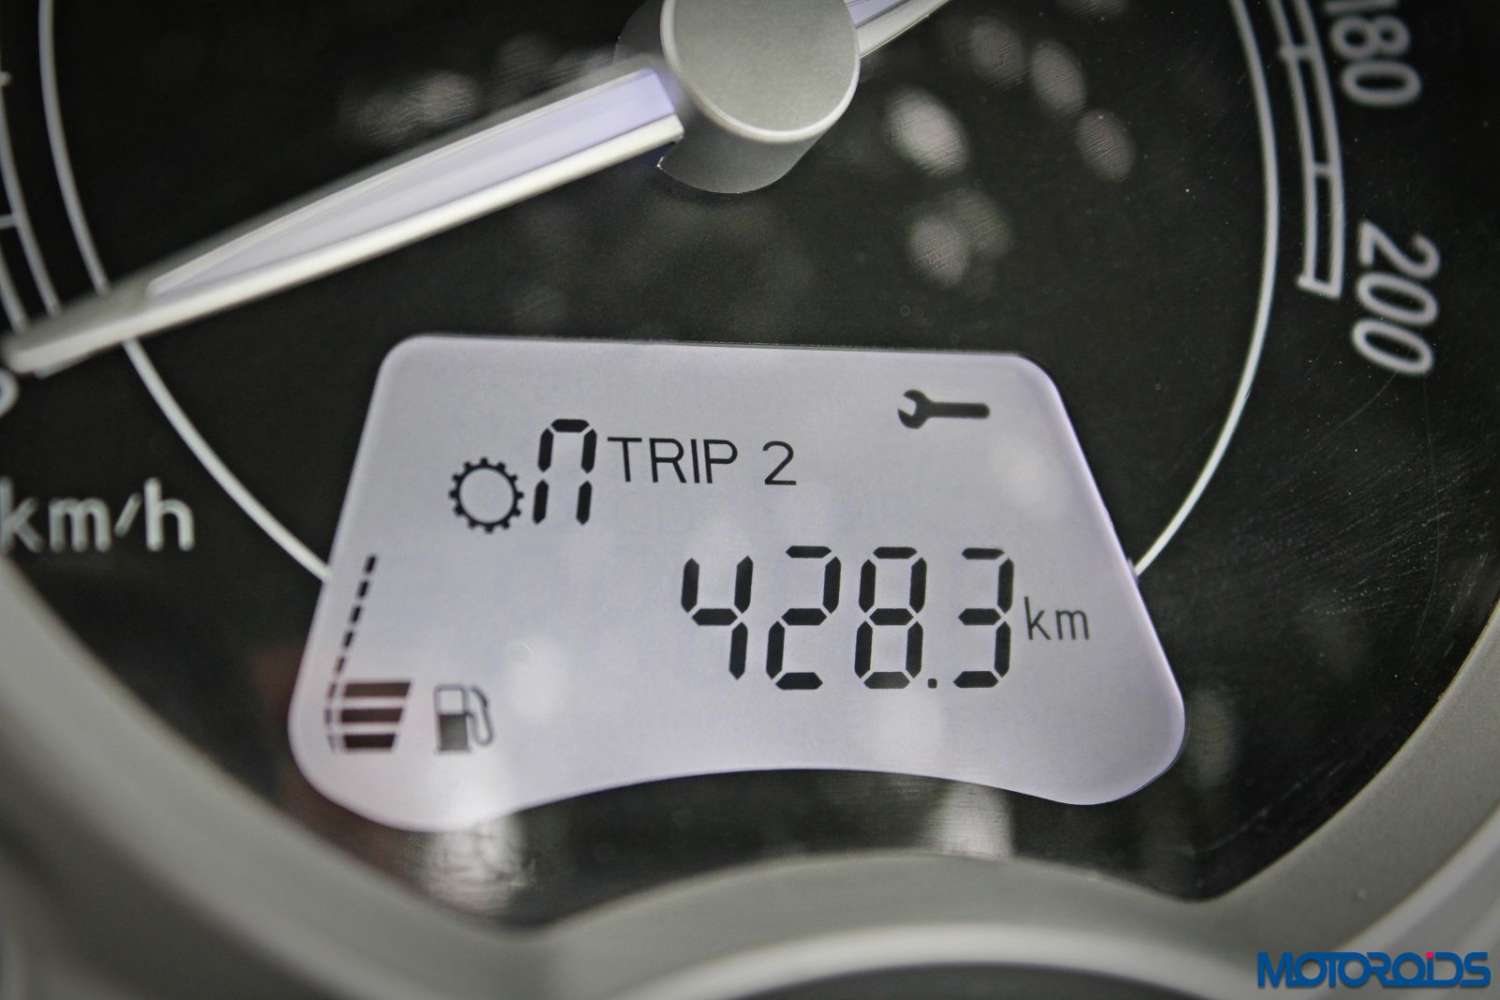 180
200
km/h
n TRIP 2
428.3 km
MOTOROIDS